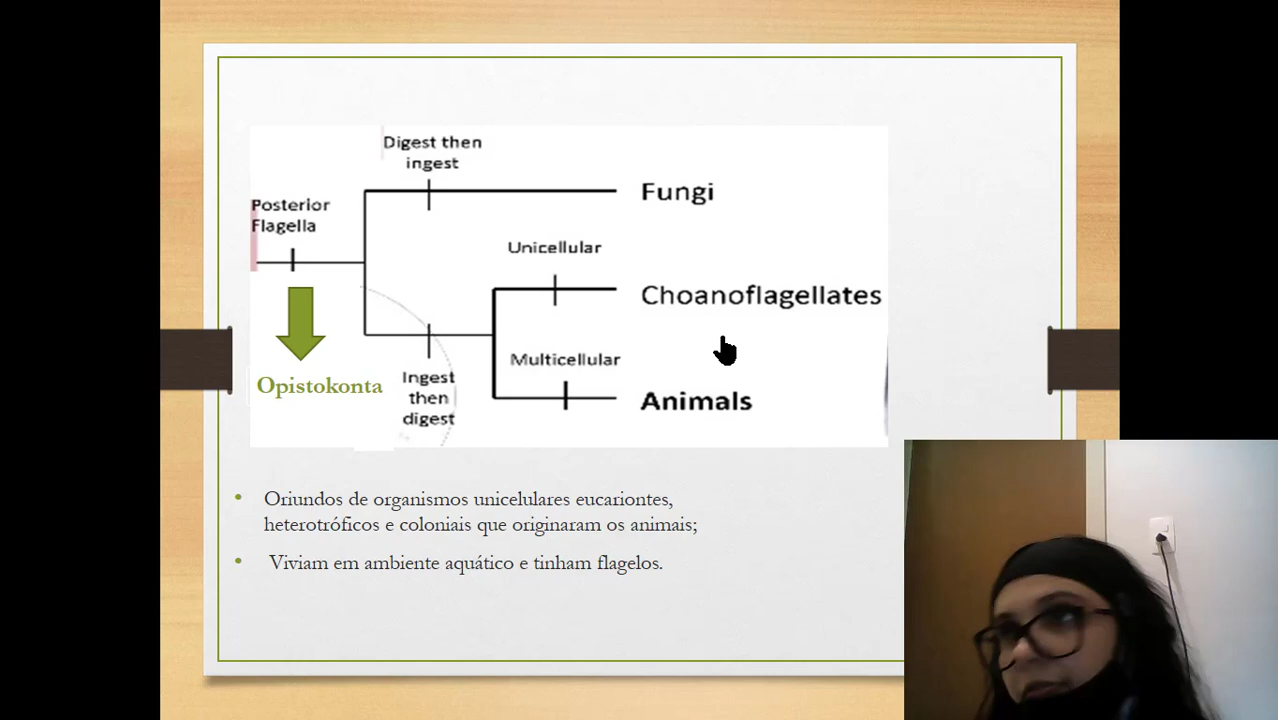 Digest then
ingest
Fungi
Posterior
Flagella
Unicellular
Choanoflagellates
Multicellular
Opistokonta
Ingest
then
digest
Animals
• Oriundos de organismos unicelulares eucariontes,
heterotróficos e coloniais que originaram os animais;
• Viviam em ambiente aquático e tinham flagelos.